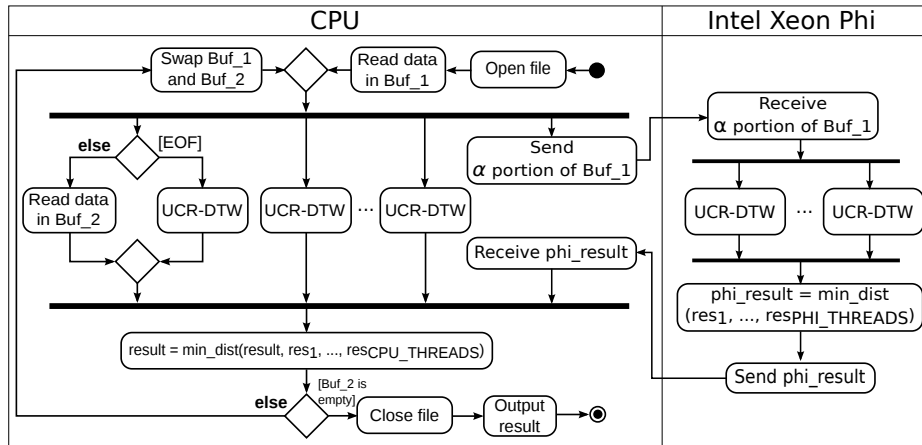 CPU
Intel Xeon Phi
Swap Buf_1
and Buf_2
Read data
in Buf_1
Open file
Receive
α portion of Buf_1
else
[EOF]
Send
α portion of Buf_1
Read data
in Buf_2
UCR-DTW
UCR-DTW
...
UCR-DTW
UCR-DTW
...
UCR-DTW
Receive phi_result
phi_result = min_dist
(res1, ..., resPHI_THREADS)
result = min_dist(result, res1, ..., resCPU_THREADS)
Send phi_result
[Buf_2 is
empty]
else
Close file
Output
result